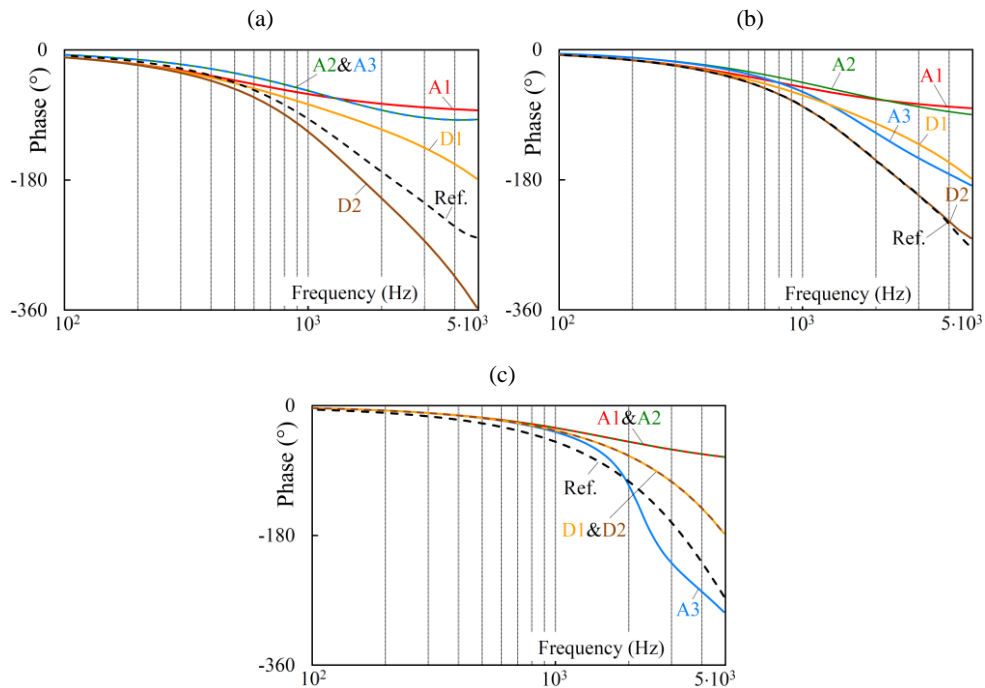 (a)
0
-180
-360
Phase (°)
A2&A3
A1
D1
Ref.
D2
Frequency (Hz)
10²
10³
5·10³
(b)
0
-180
-360
Phase (°)
A2
A1
D1
A3
D2
Ref.
Frequency (Hz)
10²
10³
5·10³
(c)
0
-180
-360
Phase (°)
A1&A2
Ref.
D1&D2
A3
Frequency (Hz)
10²
10³
5·10³